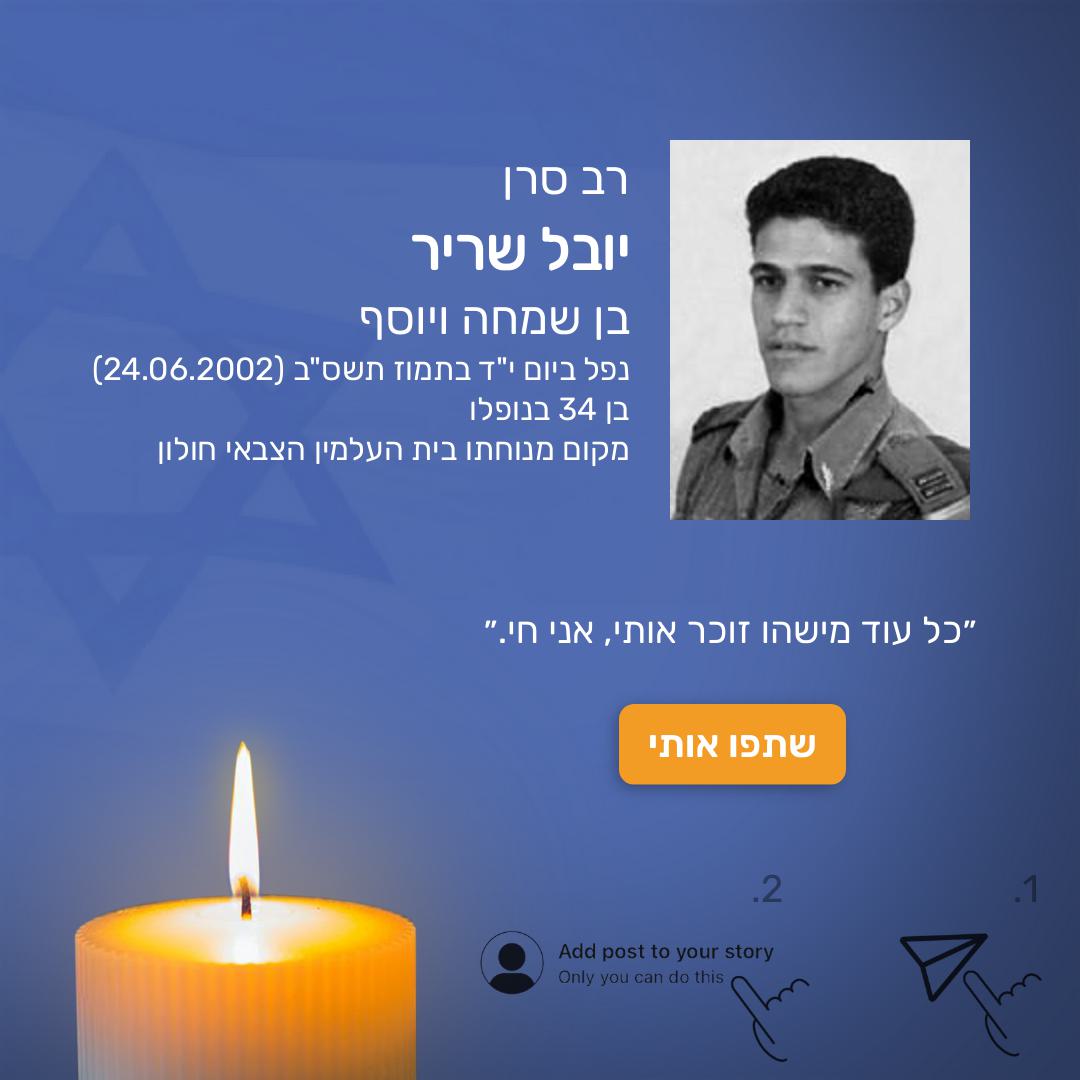 רב סרן
יובל שריר
בן שמחה ויוסף
נפל ביום י"ד בתמוז תשס"ב (24.06.2002)
בן 34 בנופלו
מקום מנוחתו בית העלמין הצבאי חולון
״כל עוד מישהו זוכר אותי, אני חי.״
שתפו אותי
.1
.2
Add post to your story
Only you can do this